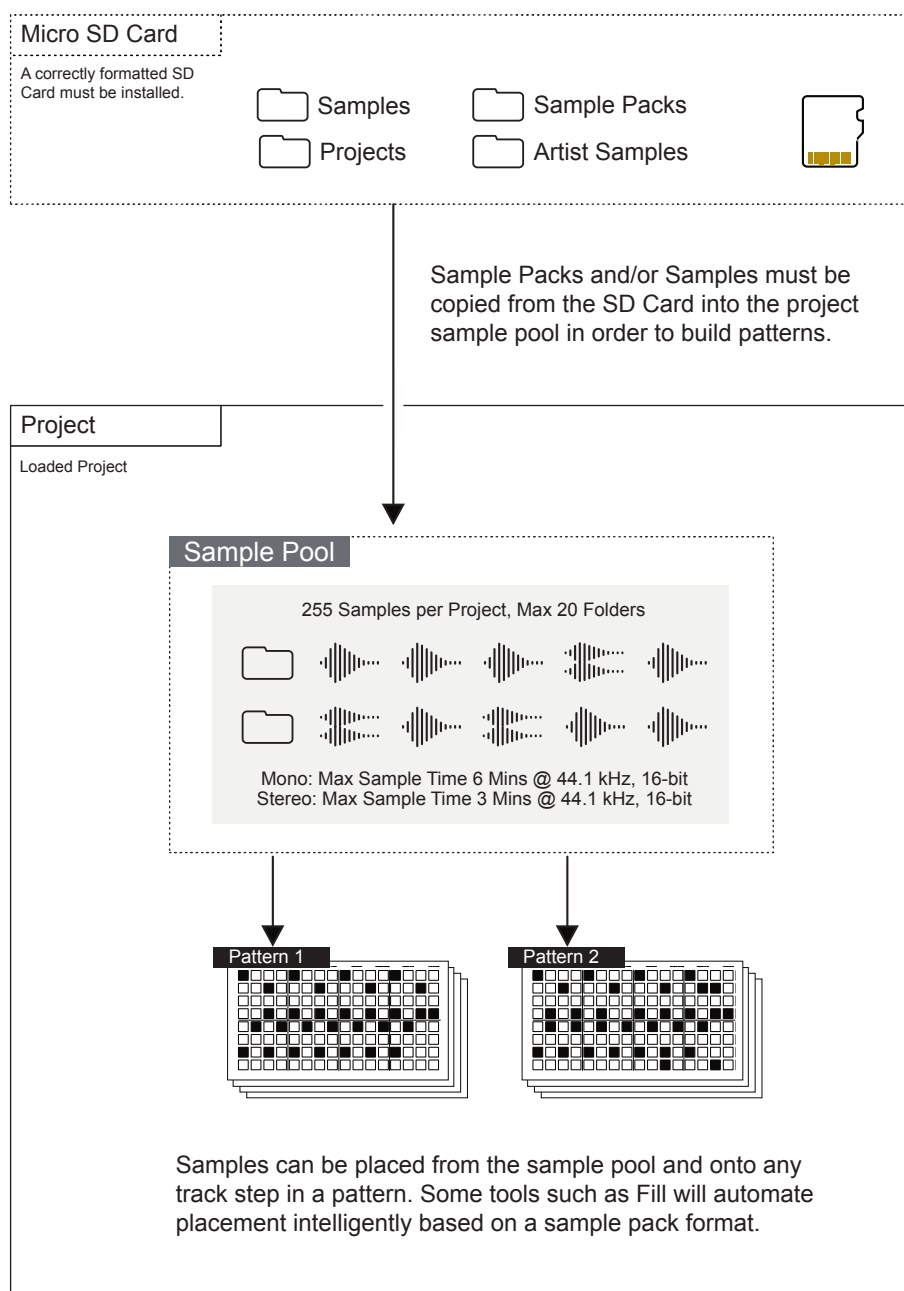 Micro SD Card
A correctly formatted SD
Card must be installed.
Samples
Sample Packs
Projects
Artist Samples
Sample Packs and/or Samples must be
copied from the SD Card into the project
sample pool in order to build patterns.
Project
Loaded Project
Sample Pool
255 Samples per Project, Max 20 Folders
Mono: Max Sample Time 6 Mins @ 44.1 kHz, 16-bit
Stereo: Max Sample Time 3 Mins @ 44.1 kHz, 16-bit
Pattern 1
Pattern 2
Samples can be placed from the sample pool and onto any
track step in a pattern. Some tools such as Fill will automate
placement intelligently based on a sample pack format.